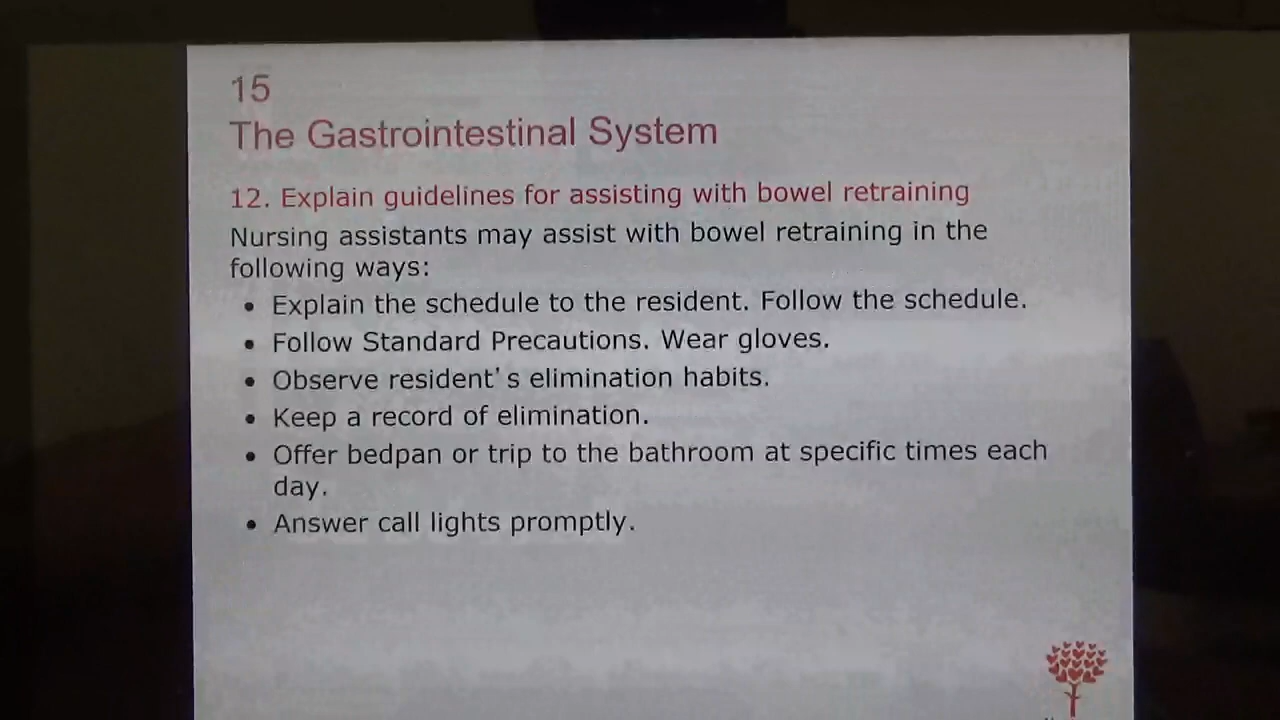 15
The Gastrointestinal System
12. Explain guidelines for assisting with bowel retraining
Nursing assistants may assist with bowel retraining in the
following ways:
• Explain the schedule to the resident. Follow the schedule.
• Follow Standard Precautions. Wear gloves.
• Observe resident's elimination habits.
• Keep a record of elimination.
• Offer bedpan or trip to the bathroom at specific times each
day.
• Answer call lights promptly.